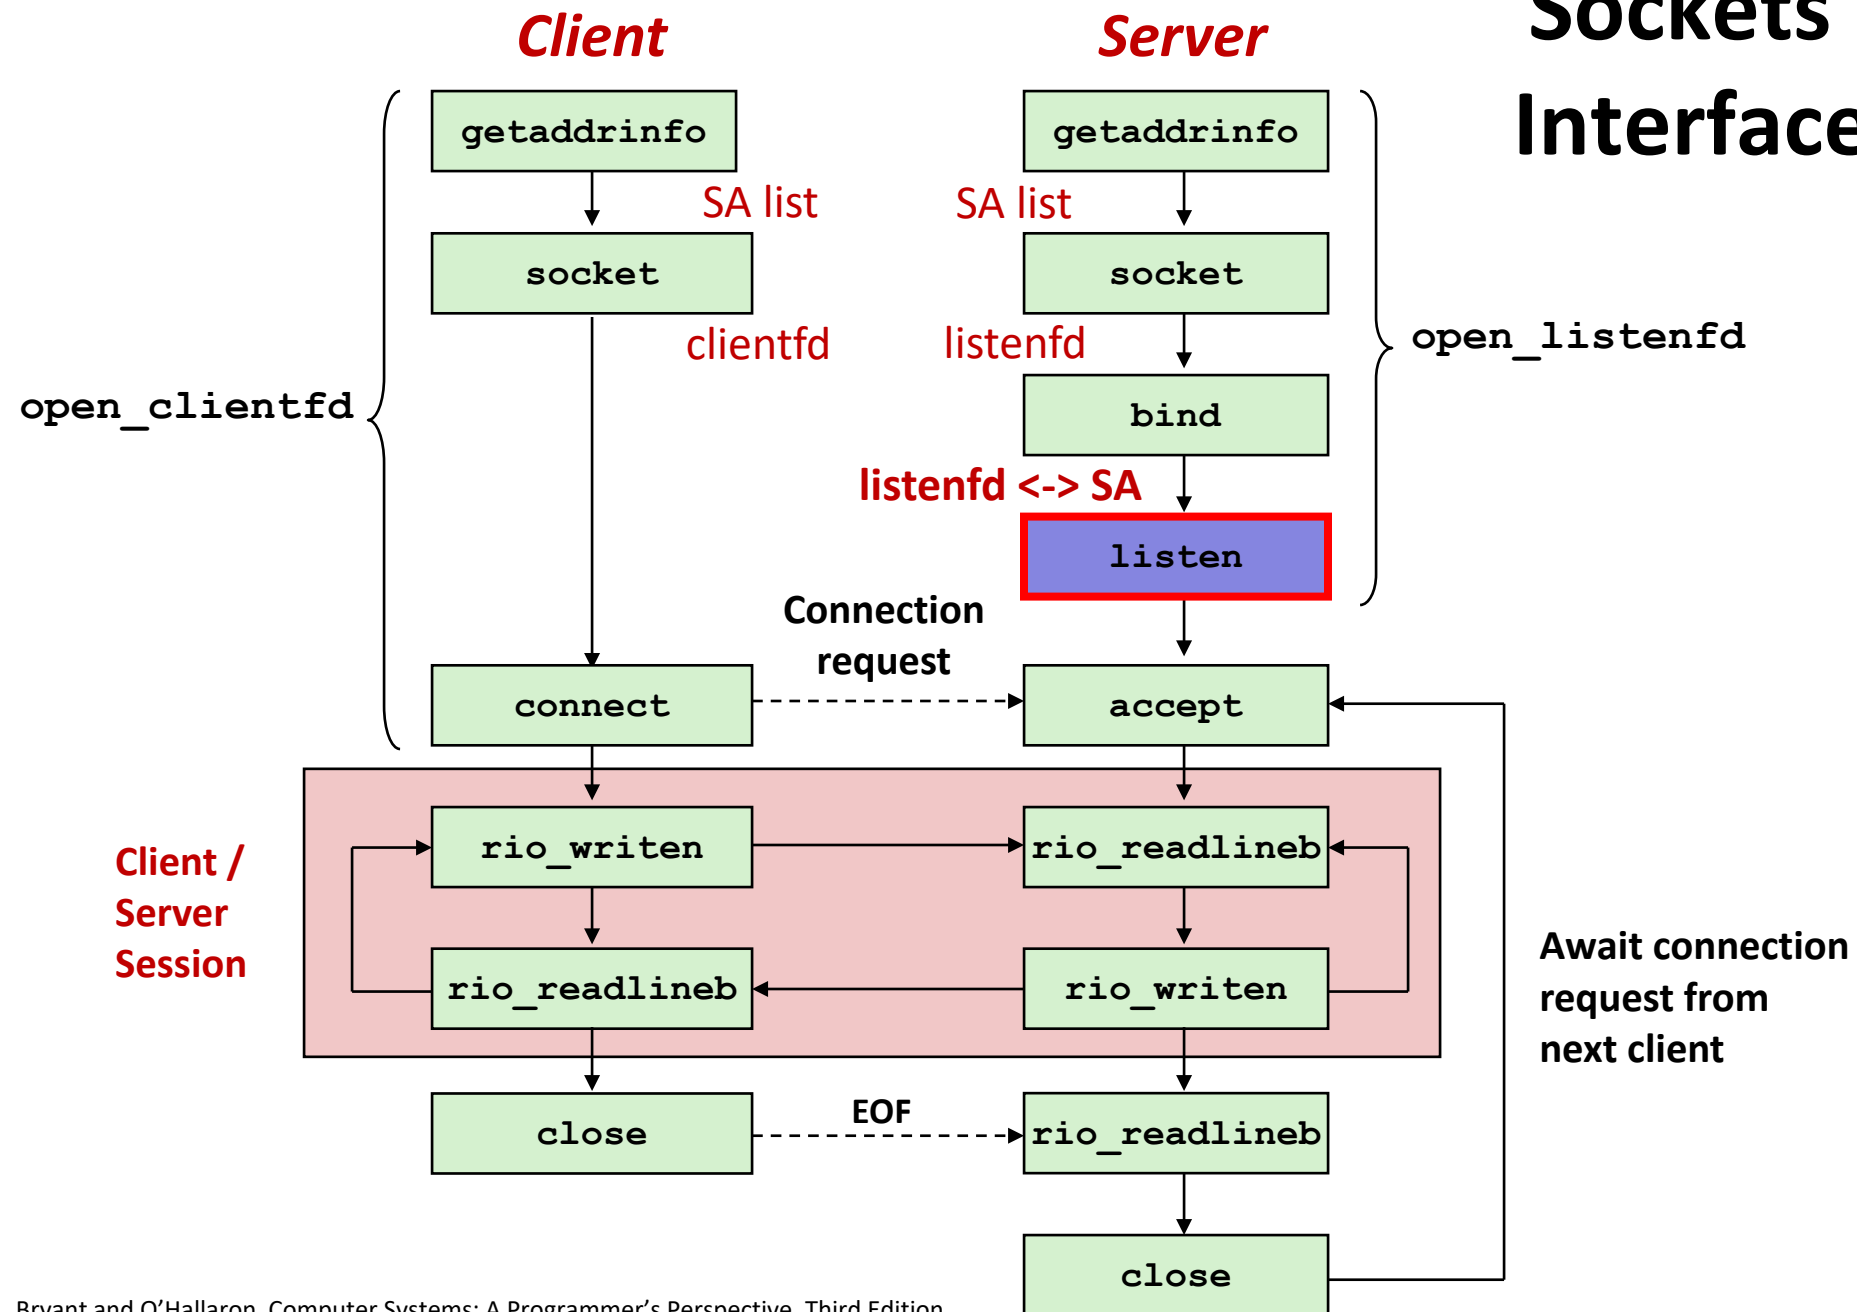 Client
Server
Sockets
Interface
getaddrinfo
getaddrinfo
SA list
SA list
socket
socket
clientfd
listenfd
open_listenfd
open_clientfd
bind
listenfd <-> SA
listen
Connection
request
connect
accept
Client /
Server
Session
rio_writen
rio_readlineb
rio_readlineb
rio_writen
Await connection
request from
next client
close
EOF
rio_readlineb
close
Bryant and O'Hallaron, Computer Systems: A Programmer's Perspective, Third Edition